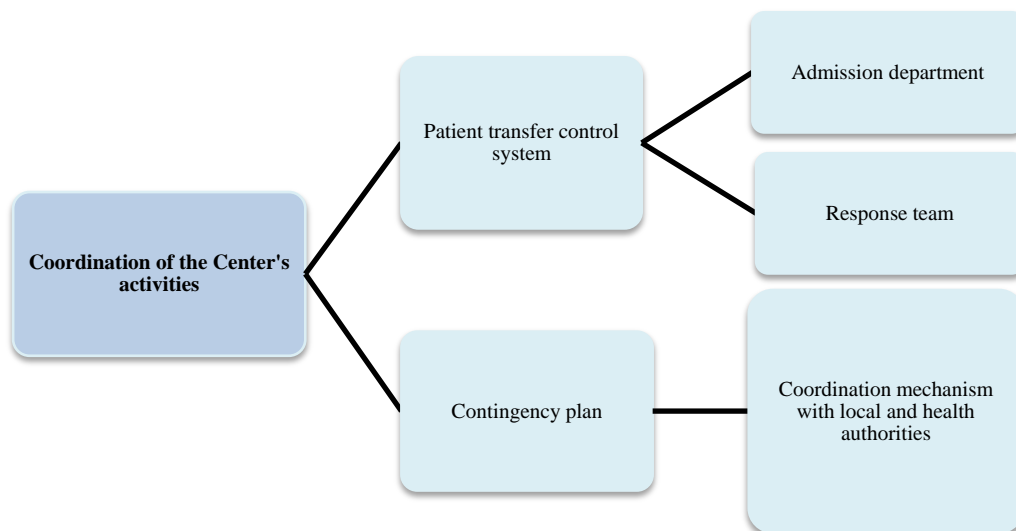 Admission department
Patient transfer control
system
Response team
Coordination of the Center's
activities
Contingency plan
Coordination mechanism
with local and health
authorities